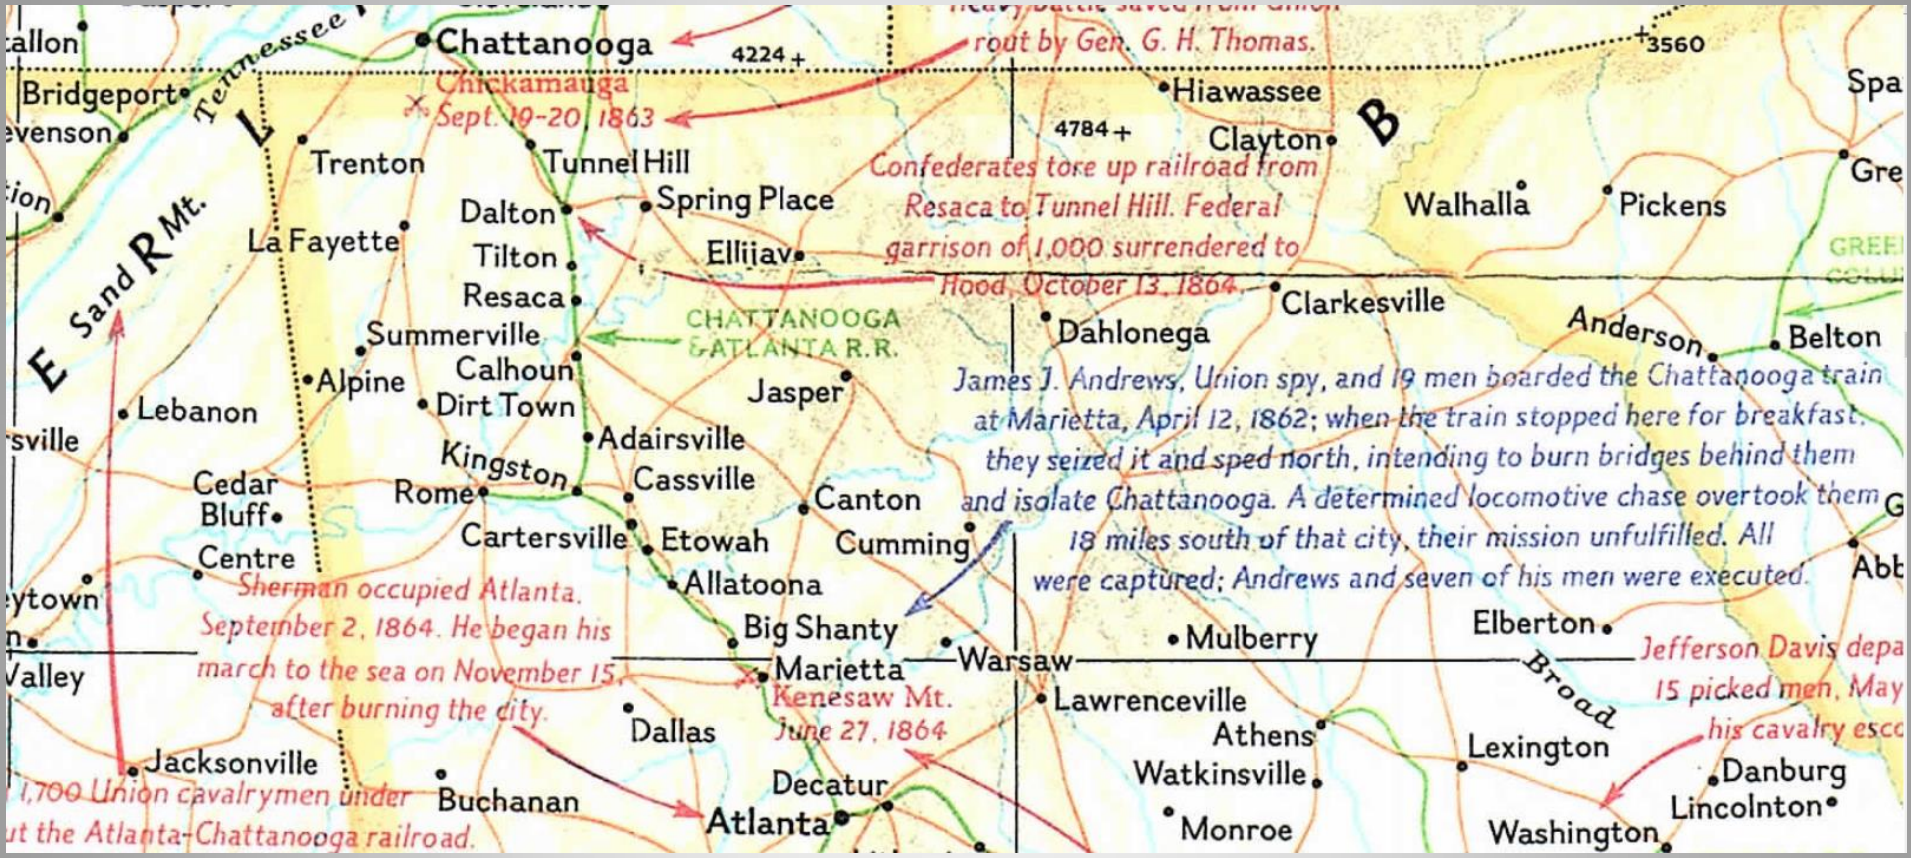 Chattanooga
4224+
rout by Gen. G. H. Thomas.
+3560
Tennessee
Bridgeport
Chickamauga
Sept. 19-20, 1863
Hiawassee
4784+
Clayton
B
L
Trenton
Tunnel Hill
Confederates tore up railroad from
Resaca to Tunnel Hill. Federal
garrison of 1,000 surrendered to
Hood, October 13, 1864.
Spring Place
Dalton
Walhalla
Pickens
Sand Mt.
R
La Fayette
Tilton
Ellijay
Resaca
Clarkesville
CHATTANOOGA
& ATLANTA R.R.
Dahlonega
Anderson
Belton
Summerville
E
Calhoun
Alpine
Jasper
Dirt Town
Lebanon
James J. Andrews, Union spy, and 19 men boarded the Chattanooga train
at Marietta, April 12, 1862; when the train stopped here for breakfast,
they seized it and sped north, intending to burn bridges behind them
and isolate Chattanooga. A determined locomotive chase overtook them
18 miles south of that city, their mission unfulfilled. All
were captured; Andrews and seven of his men were executed.
Adairsville
Kingston
Cassville
Rome
Cedar
Bluff
Canton
Cartersville
Etowah
Cumming
Centre
Allatoona
Sherman occupied Atlanta,
September 2, 1864. He began his
march to the sea on November 15,
after burning the city.
Big Shanty
Mulberry
Elberton
Warsaw
Marietta
Kenesaw Mt.
June 27, 1864
Valley
Broad
Jefferson Davis depa
15 picked men, May
his cavalry esco
Lawrenceville
Dallas
Athens
Lexington
Jacksonville
Decatur
Watkinsville
Danburg
Lincolnton
1,700 Union cavalrymen under
ut the Atlanta-Chattanooga railroad.
Buchanan
Atlanta
Monroe
Washington